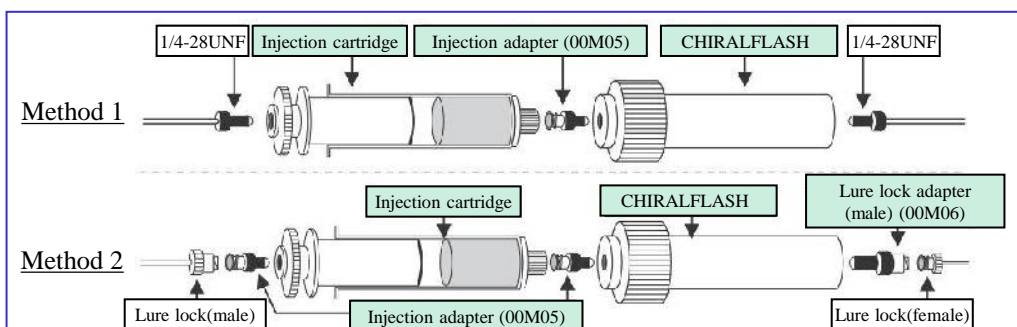 1/4-28UNF
Injection cartridge
Injection adapter (00M05)
CHIRALFLASH
1/4-28UNF
Method 1
Injection cartridge
CHIRALFLASH
Lure lock adapter
(male) (00M06)
Method 2
Lure lock(male)
Injection adapter (00M05)
Lure lock(female)